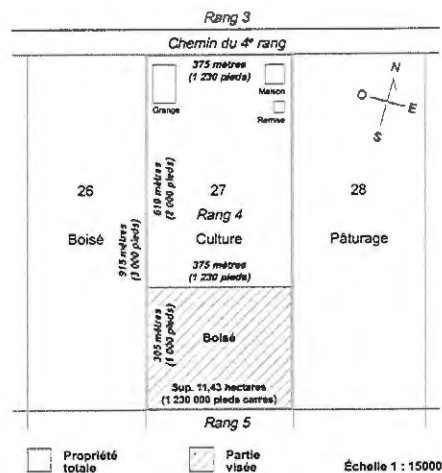 Rang 3
Chemin du 4e rang
375 mètres
(1 230 pieds)
Grange
Maison
Remise
N
O
E
S
610 mètres
(2 000 pieds)
915 mètres
(3 000 pieds)
26
Boisé
27
Rang 4
Culture
28
Pâturage
375 mètres
(1 230 pieds)
305 mètres
(1 000 pieds)
Boisé
Sup. 11,43 hectares
(1 230 000 pieds carrés)
Rang 5
Propriété
totale
Partie
visée
Échelle 1 : 15000